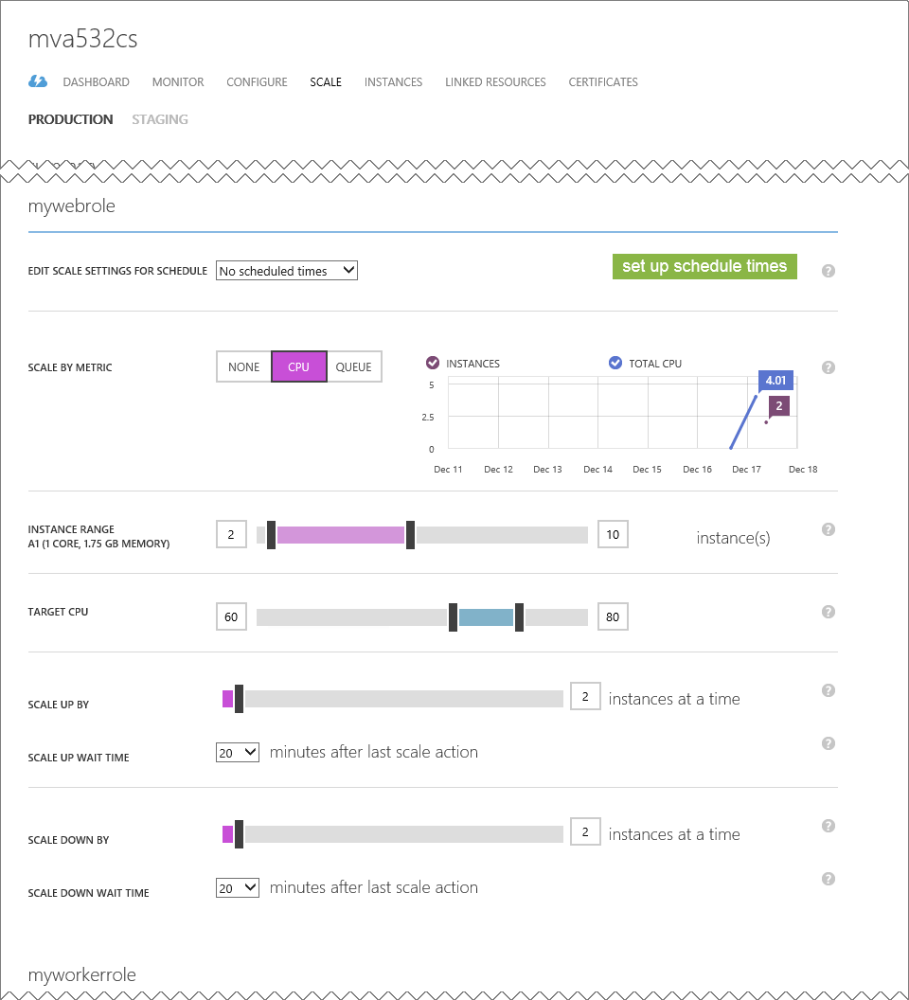 mva532cs
DASHBOARD MONITOR CONFIGURE SCALE INSTANCES LINKED RESOURCES CERTIFICATES
PRODUCTION STAGING
mywebrole
EDIT SCALE SETTINGS FOR SCHEDULE No scheduled times set up schedule times ?
SCALE BY METRIC NONE CPU QUEUE INSTANCES TOTAL CPU ?
4.01
5
2
2.5
0
Dec 11 Dec 12 Dec 13 Dec 14 Dec 15 Dec 16 Dec 17 Dec 18
INSTANCE RANGE ?
2 10 instance(s)
A1 (1 CORE, 1.75 GB MEMORY)
TARGET CPU 60 80 ?
SCALE UP BY 2 instances at a time ?
SCALE UP WAIT TIME 20 minutes after last scale action ?
SCALE DOWN BY 2 instances at a time ?
SCALE DOWN WAIT TIME 20 minutes after last scale action ?
myworkerrole